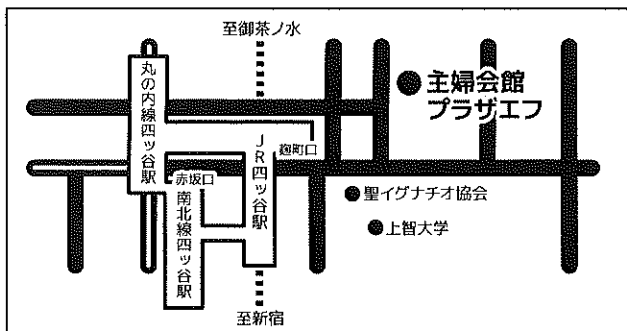 至御茶ノ水
丸の内線四ッ谷駅
主婦会館
プラザエフ
JR四ッ谷駅
麹町口
赤坂口
南北線四ッ谷駅
聖イグナチオ協会
上智大学
至新宿